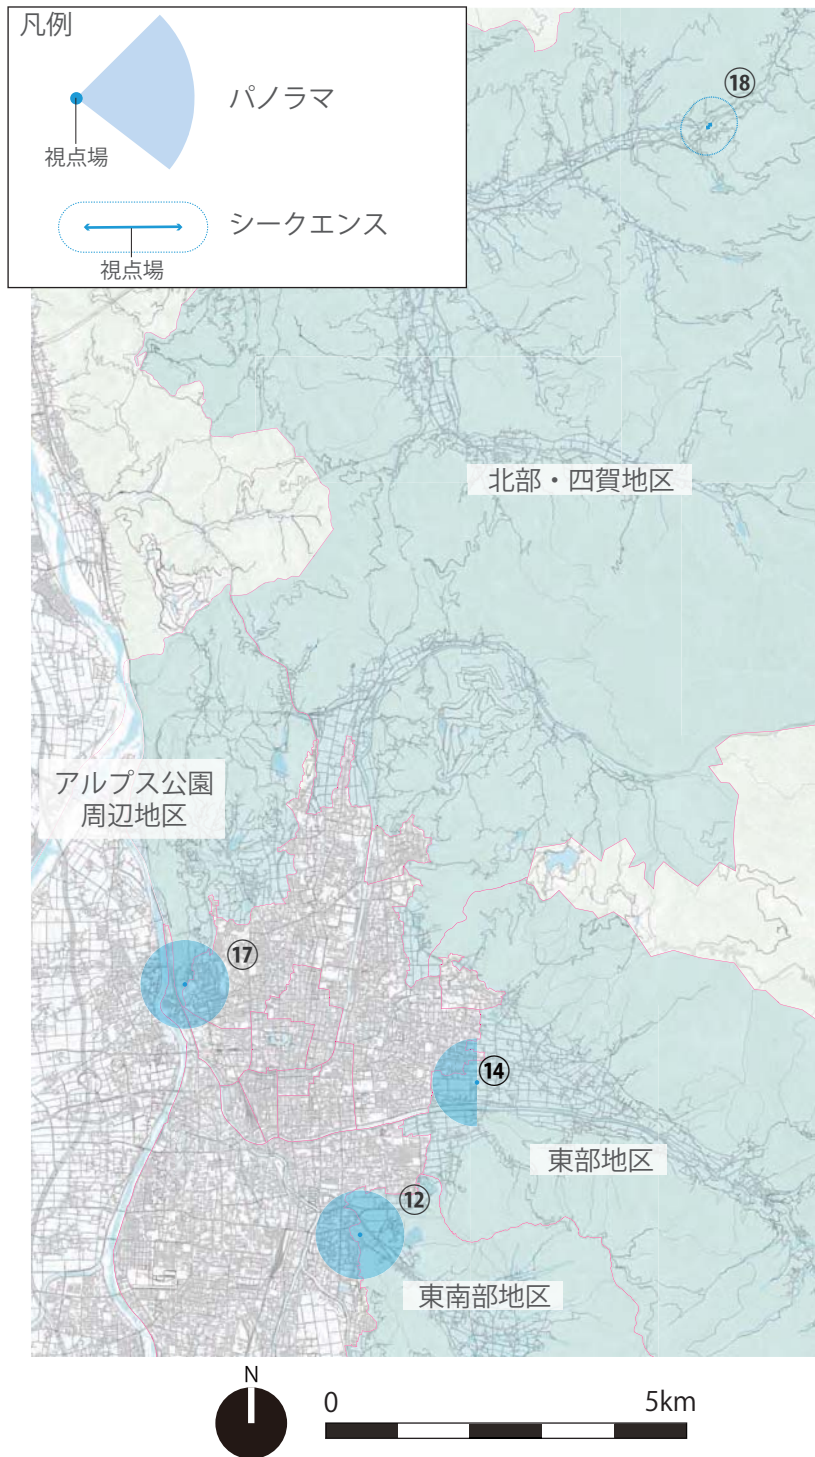 凡例
パノラマ
視点場
シークエンス
視点場
⑱
北部・四賀地区
アルプス公園
周辺地区
⑰
⑭
東部地区
⑫
東南部地区
N
0
5km